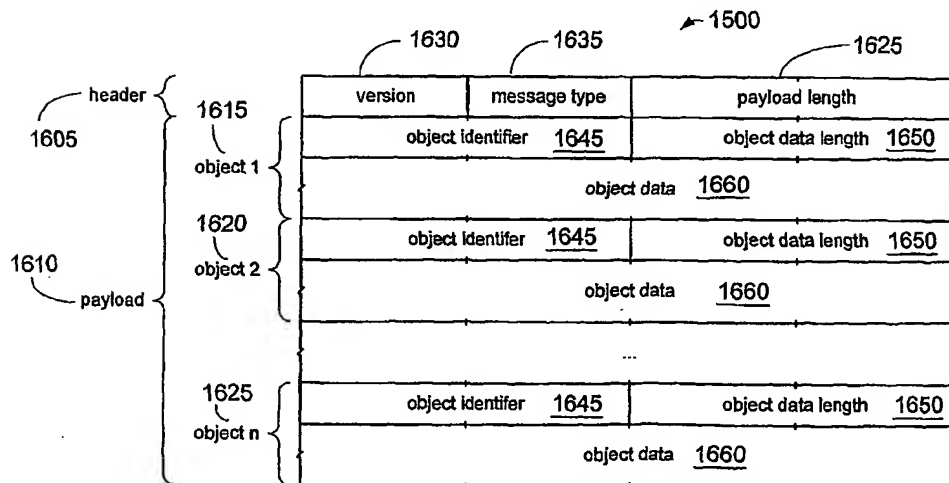 1500
1630 1635 1625
header version message type payload length
1605
1615
object 1 object identifier 1645 object data length 1650
object data 1660
1620
object 2 object identifer 1645 object data length 1650
1610
payload object data 1660
...
1625
object n object identifer 1645 object data length 1650
object data 1660